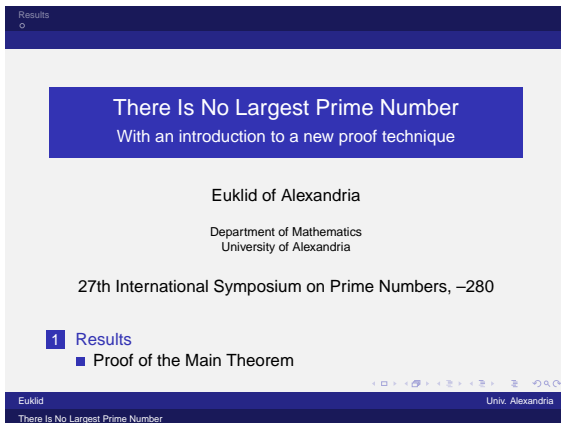 Results
There Is No Largest Prime Number
With an introduction to a new proof technique
Euklid of Alexandria
Department of Mathematics
University of Alexandria
27th International Symposium on Prime Numbers, –280
1 Results
Proof of the Main Theorem
Euklid Univ. Alexandria
There Is No Largest Prime Number